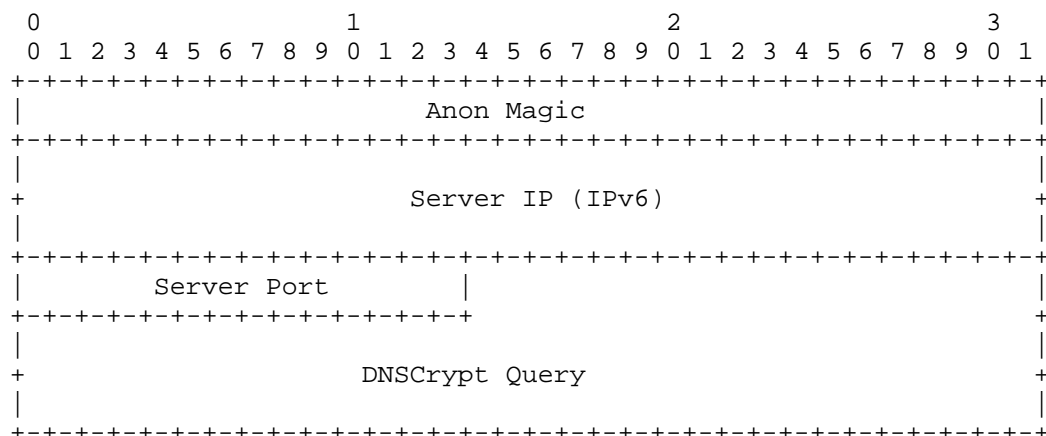 0                   1                   2                   3
 0 1 2 3 4 5 6 7 8 9 0 1 2 3 4 5 6 7 8 9 0 1 2 3 4 5 6 7 8 9 0 1
+-+-+-+-+-+-+-+-+-+-+-+-+-+-+-+-+-+-+-+-+-+-+-+-+-+-+-+-+-+-+-+-+
|                         Anon Magic                            |
+-+-+-+-+-+-+-+-+-+-+-+-+-+-+-+-+-+-+-+-+-+-+-+-+-+-+-+-+-+-+-+-+
|                                                               |
+                        Server IP (IPv6)                       +
|                                                               |
+-+-+-+-+-+-+-+-+-+-+-+-+-+-+-+-+-+-+-+-+-+-+-+-+-+-+-+-+-+-+-+-+
|        Server Port        |                                   |
+-+-+-+-+-+-+-+-+-+-+-+-+-+-+                                   +
|                                                               |
+                     DNSCrypt Query                            +
|                                                               |
+-+-+-+-+-+-+-+-+-+-+-+-+-+-+-+-+-+-+-+-+-+-+-+-+-+-+-+-+-+-+-+-+